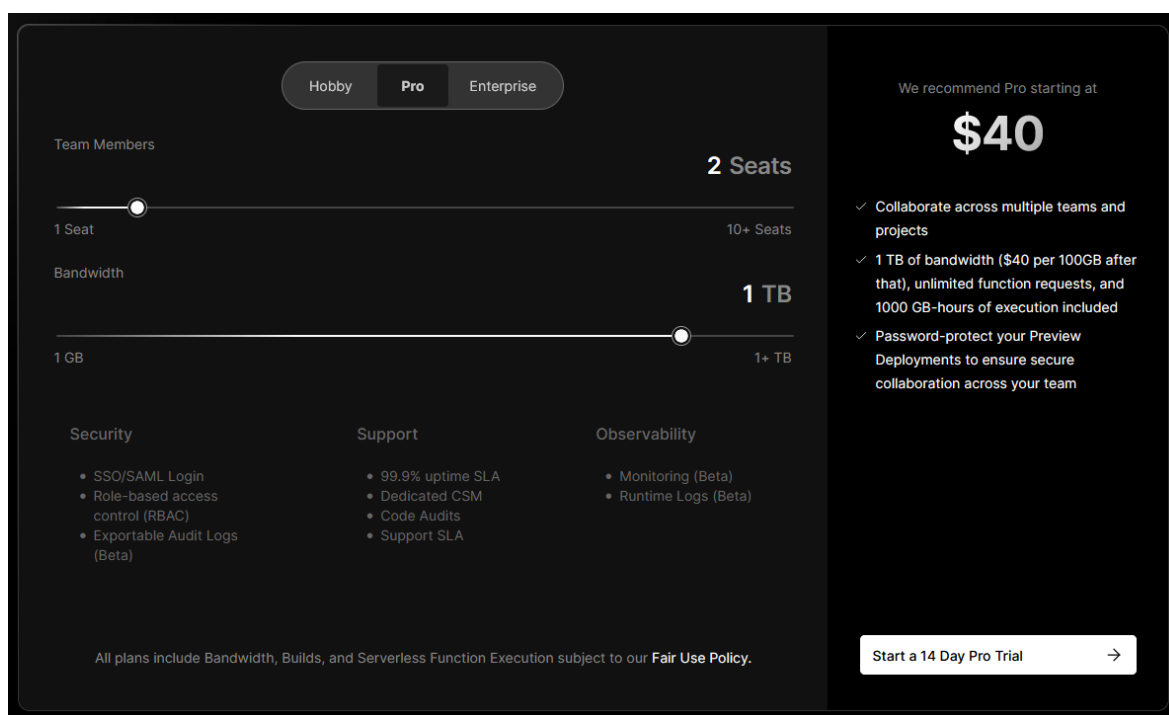 Hobby Pro Enterprise
Team Members
2 Seats
1 Seat 10+ Seats
Bandwidth
1 TB
1 GB 1+ TB
Security
SSO/SAML Login
Role-based access
control (RBAC)
Exportable Audit Logs
(Beta)
Support
99.9% uptime SLA
Dedicated CSM
Code Audits
Support SLA
Observability
Monitoring (Beta)
Runtime Logs (Beta)
All plans include Bandwidth, Builds, and Serverless Function Execution subject to our Fair Use Policy.
We recommend Pro starting at
$40
Collaborate across multiple teams and
projects
1 TB of bandwidth ($40 per 100GB after
that), unlimited function requests, and
1000 GB-hours of execution included
Password-protect your Preview
Deployments to ensure secure
collaboration across your team
Start a 14 Day Pro Trial